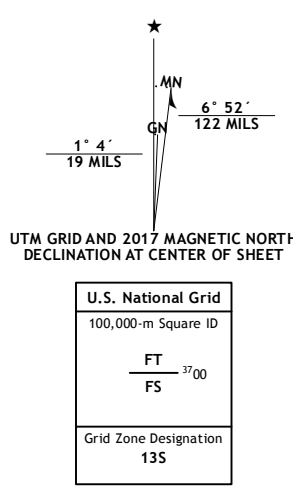 ★
MN
GN
6° 52´
122 MILS
1° 4´
19 MILS
UTM GRID AND 2017 MAGNETIC NORTH
DECLINATION AT CENTER OF SHEET
U.S. National Grid
100,000-m Square ID
FT
3700
FS
Grid Zone Designation
13S